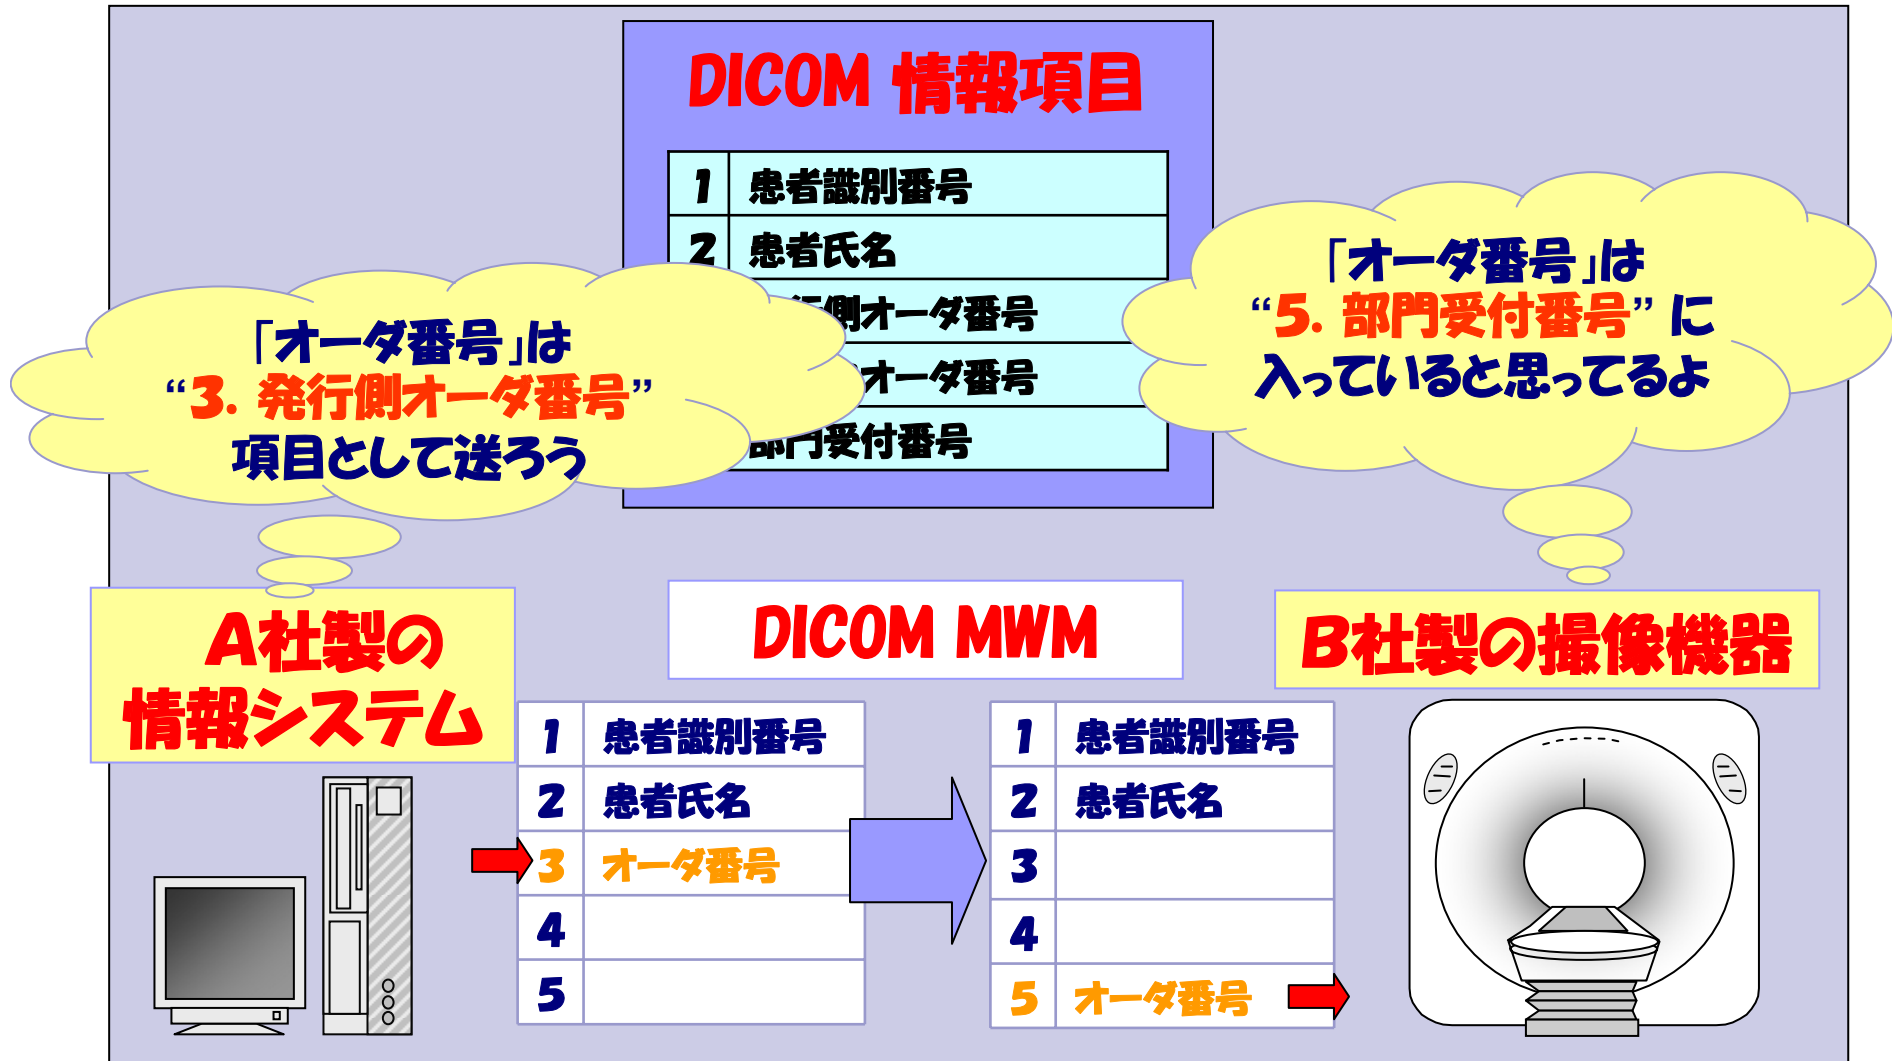 DICOM 情報項目
1 患者識別番号
2 患者氏名
行側オーダ番号
オーダ番号
部門受付番号
「オーダ番号」は
“3. 発行側オーダ番号”
項目として送ろう
「オーダ番号」は
“5. 部門受付番号” に
入っていると思ってるよ
A社製の
情報システム
DICOM MWM
B社製の撮像機器
1 患者識別番号
2 患者氏名
3 オーダ番号
4
5
1 患者識別番号
2 患者氏名
3
4
5 オーダ番号